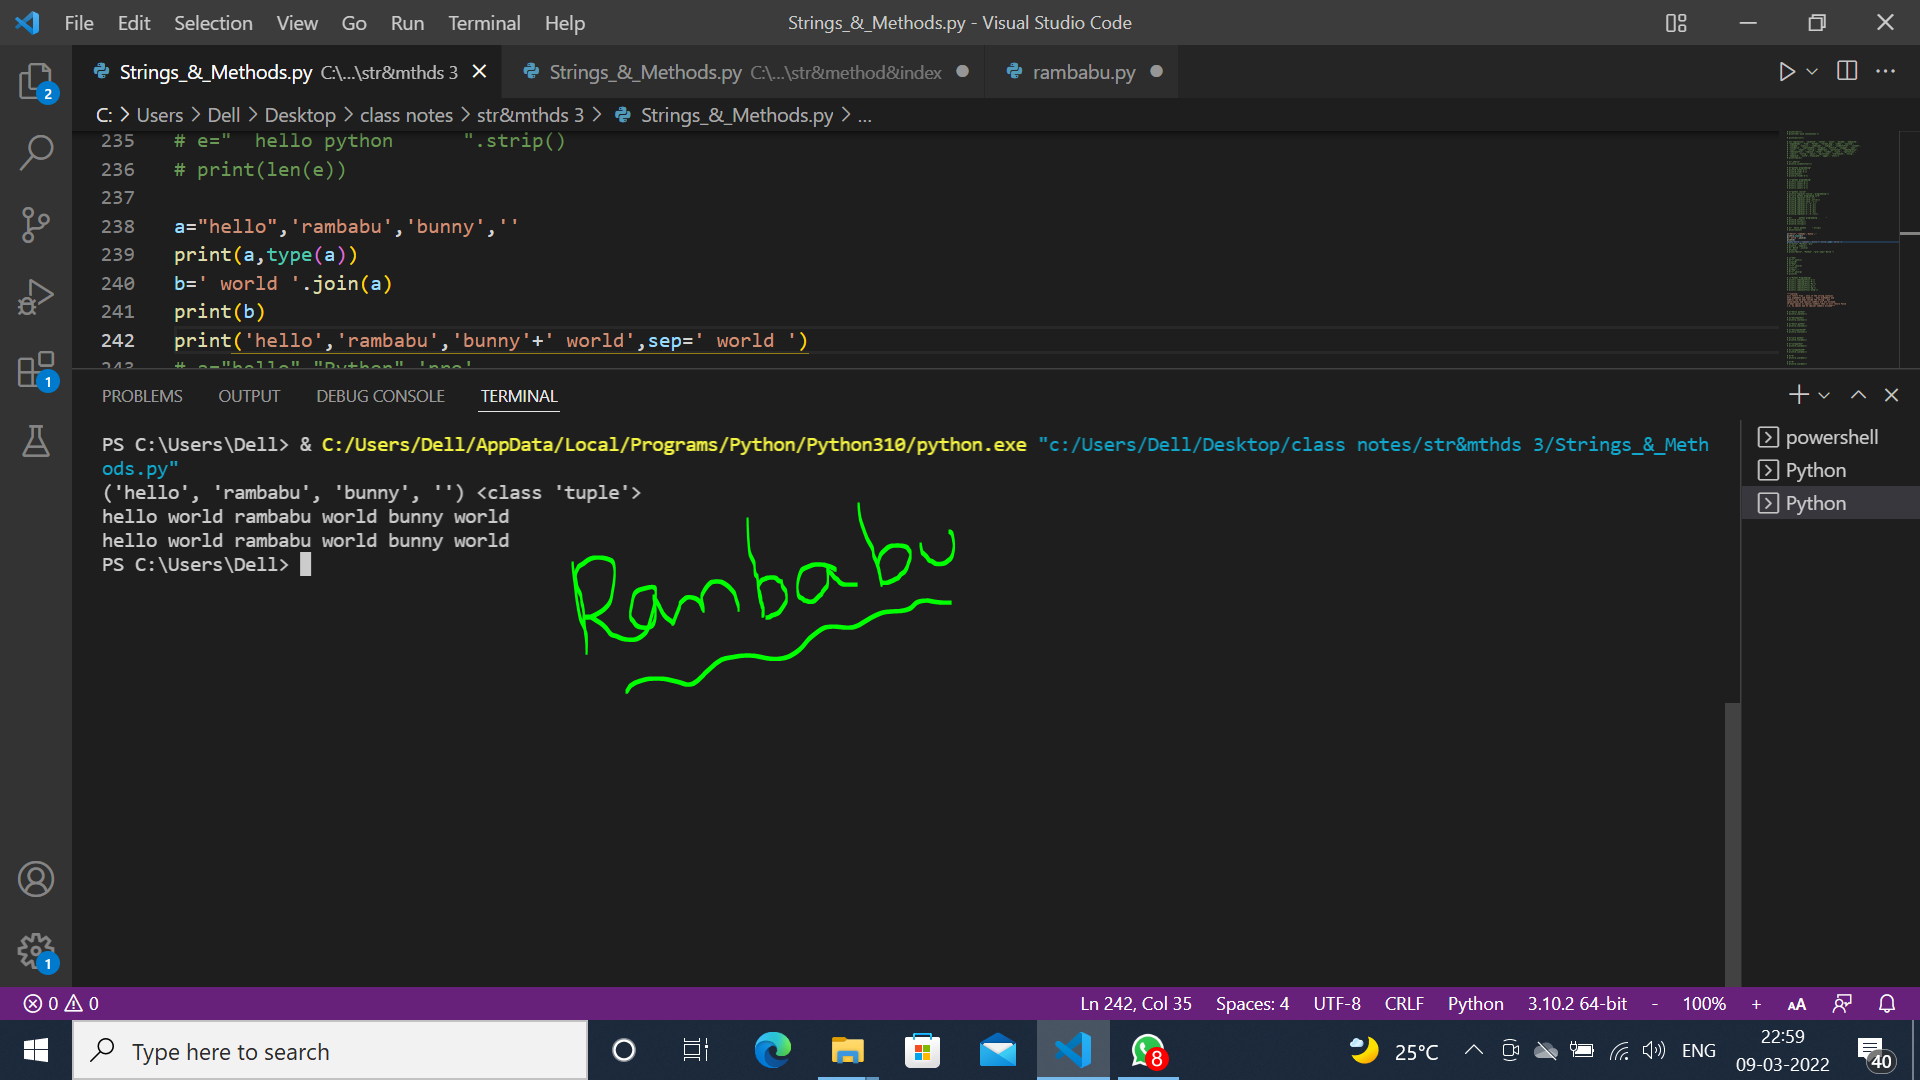 File Edit Selection View Go Run Terminal Help Strings_&_Methods.py - Visual Studio Code
Strings_&_Methods.py C:\...\str&mthds 3 Strings_&_Methods.py C:\...\str&method&index rambabu.py
C: > Users > Dell > Desktop > class notes > str&mthds 3 > Strings_&_Methods.py > ...
235 # e="  hello python      ".strip()
236 # print(len(e))
237
238 a="hello",'rambabu','bunny',''
239 print(a,type(a))
240 b=' world '.join(a)
241 print(b)
242 print('hello','rambabu','bunny'+' world',sep=' world ')
243 # a="hello","Python",'pro'
PROBLEMS OUTPUT DEBUG CONSOLE TERMINAL
PS C:\Users\Dell> & C:/Users/Dell/AppData/Local/Programs/Python/Python310/python.exe "c:/Users/Dell/Desktop/class notes/str&mthds 3/Strings_&_Meth
ods.py"
('hello', 'rambabu', 'bunny', '') <class 'tuple'>
hello world rambabu world bunny world
hello world rambabu world bunny world
PS C:\Users\Dell>
powershell
Python
Python
Rambabu
2
1
1
0 0 Ln 242, Col 35 Spaces: 4 UTF-8 CRLF Python 3.10.2 64-bit - 100% + AA
Type here to search 8 25°C ENG 22:59
09-03-2022 40